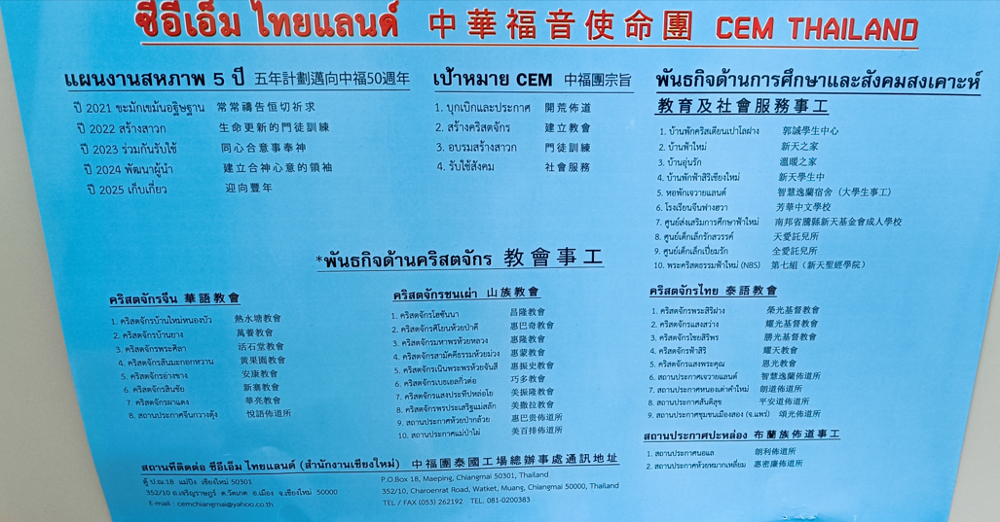 ซีอีเอ็ม ไทยแลนด์ 中華福音使命團 CEM THAILAND
แผนงานสหภาพ 5 ปี 五年計劃邁向中福50週年
ปี 2021 ขะมักเขม้นอธิษฐาน 常常禱告恒切祈求
ปี 2022 สร้างสาวก 生命更新的門徒訓練
ปี 2023 ร่วมกันรับใช้ 同心合意事奉神
ปี 2024 พัฒนาผู้นำ 建立合神心意的領袖
ปี 2025 เก็บเกี่ยว 迎向豐年
เป้าหมาย CEM 中福團宗旨
1. บุกเบิกและประกาศ 開荒佈道
2. สร้างคริสตจักร 建立教會
3. อบรมสร้างสาวก 門徒訓練
4. รับใช้สังคม 社會服務
พันธกิจด้านการศึกษาและสังคมสงเคราะห์
教育及社會服務事工
1. บ้านพักคริสเตียนเปาโลฝาง 郭誠學生中心
2. บ้านฟ้าใหม่ 新天之家
3. บ้านอุ่นรัก 溫暖之家
4. บ้านพักฟ้าสิริเชียงใหม่ 新天學生中
5. หอพักเจวายแลนด์ 智慧逸蘭宿舍 (大學生事工)
6. โรงเรียนจีนฟางฮวา 芳華中文學校
7. ศูนย์ส่งเสริมการศึกษาฟ้าใหม่ 南邦省騰縣新天基金會成人學校
8. ศูนย์เด็กเล็กรักสวรรค์ 天愛託兒所
9. ศูนย์เด็กเล็กเปี่ยมรัก 全愛託兒所
10. พระคริสตธรรมฟ้าใหม่ (NBS) 第七組 (新天聖經學院)
*พันธกิจด้านคริสตจักร 教會事工
คริสตจักรจีน 華語教會
1. คริสตจักรบ้านใหม่หนองบัว 熱水塘教會
2. คริสตจักรบ้านยาง 萬養教會
3. คริสตจักรพระศิลา 活石堂教會
4. คริสตจักรสันมะกอกหวาน 黄果園教會
5. คริสตจักรอ่างขาง 安康教會
6. คริสตจักรสินชัย 新寨教會
7. คริสตจักรผาแดง 華亮教會
8. สถานประกาศจีนกวางตุ้ง 悅語佈道所
คริสตจักรชนเผ่า 山族教會
1. คริสตจักรโฮซันนา 昌隆教會
2. คริสตจักรศิโยนห้วยป่าคี 惠巴奇教會
3. คริสตจักรมหาพรห้วยหลวง 惠隆教會
4. คริสตจักรสามัคคีธรรมห้วยม่วง 惠蒙教會
5. คริสตจักรเนินพระพรห้วยจันสี 惠振史教會
6. คริสตจักรเบธเอลกิ่วต่อ 巧多教會
7. คริสตจักรแสงประทีปหล่อโย 美振隆教會
8. คริสตจักรพรประเสริฐแม่สลัก 美撒拉教會
9. สถานประกาศห้วยป่ากล้วย 惠巴贵佈道所
10. สถานประกาศแม่ป่าไผ่ 美百排佈道所
คริสตจักรไทย 泰語教會
1. คริสตจักรพระสิริฝาง 榮光基督教會
2. คริสตจักรแสงสว่าง 耀光基督教會
3. คริสตจักรไชยสิริพร 勝光基督教會
4. คริสตจักรฟ้าสิริ 耀天教會
5. คริสตจักรแสงพระคุณ 恩光教會
6. สถานประกาศเจวายแลนด์ 智慧逸蘭佈道所
7. สถานประกาศหนองเต่าคำใหม่ 朗道佈道所
8. สถานประกาศสันติสุข 平安道佈道所
9. สถานประกาศชุมชนเมืองสอง (จ.แพร่) 頌光佈道所
สถานประกาศปะหล่อง 布蘭族佈道事工
1. สถานประกาศนอแล 朗利佈道所
2. สถานประกาศห้วยหมากเหลี่ยม 惠密廉佈道所
สถานที่ติดต่อ ซีอีเอ็ม ไทยแลนด์ (สำนักงานเชียงใหม่) 中福團泰國工場總辦事處通訊地址
ตู้ ป.ณ.18 แม่ปิง เชียงใหม่ 50301 P.O.Box 18, Maeping, Chiangmai 50301, Thailand
352/10 ถ.เจริญราษฎร์ ต.วัดเกต อ.เมือง จ.เชียงใหม่ 50000 352/10, Charoenrat Road, Watket, Muang, Chiangmai 50000, Thailand
E-mail : cemchiangmai@yahoo.co.th TEL / FAX (053) 262192 TEL. 081-0200383